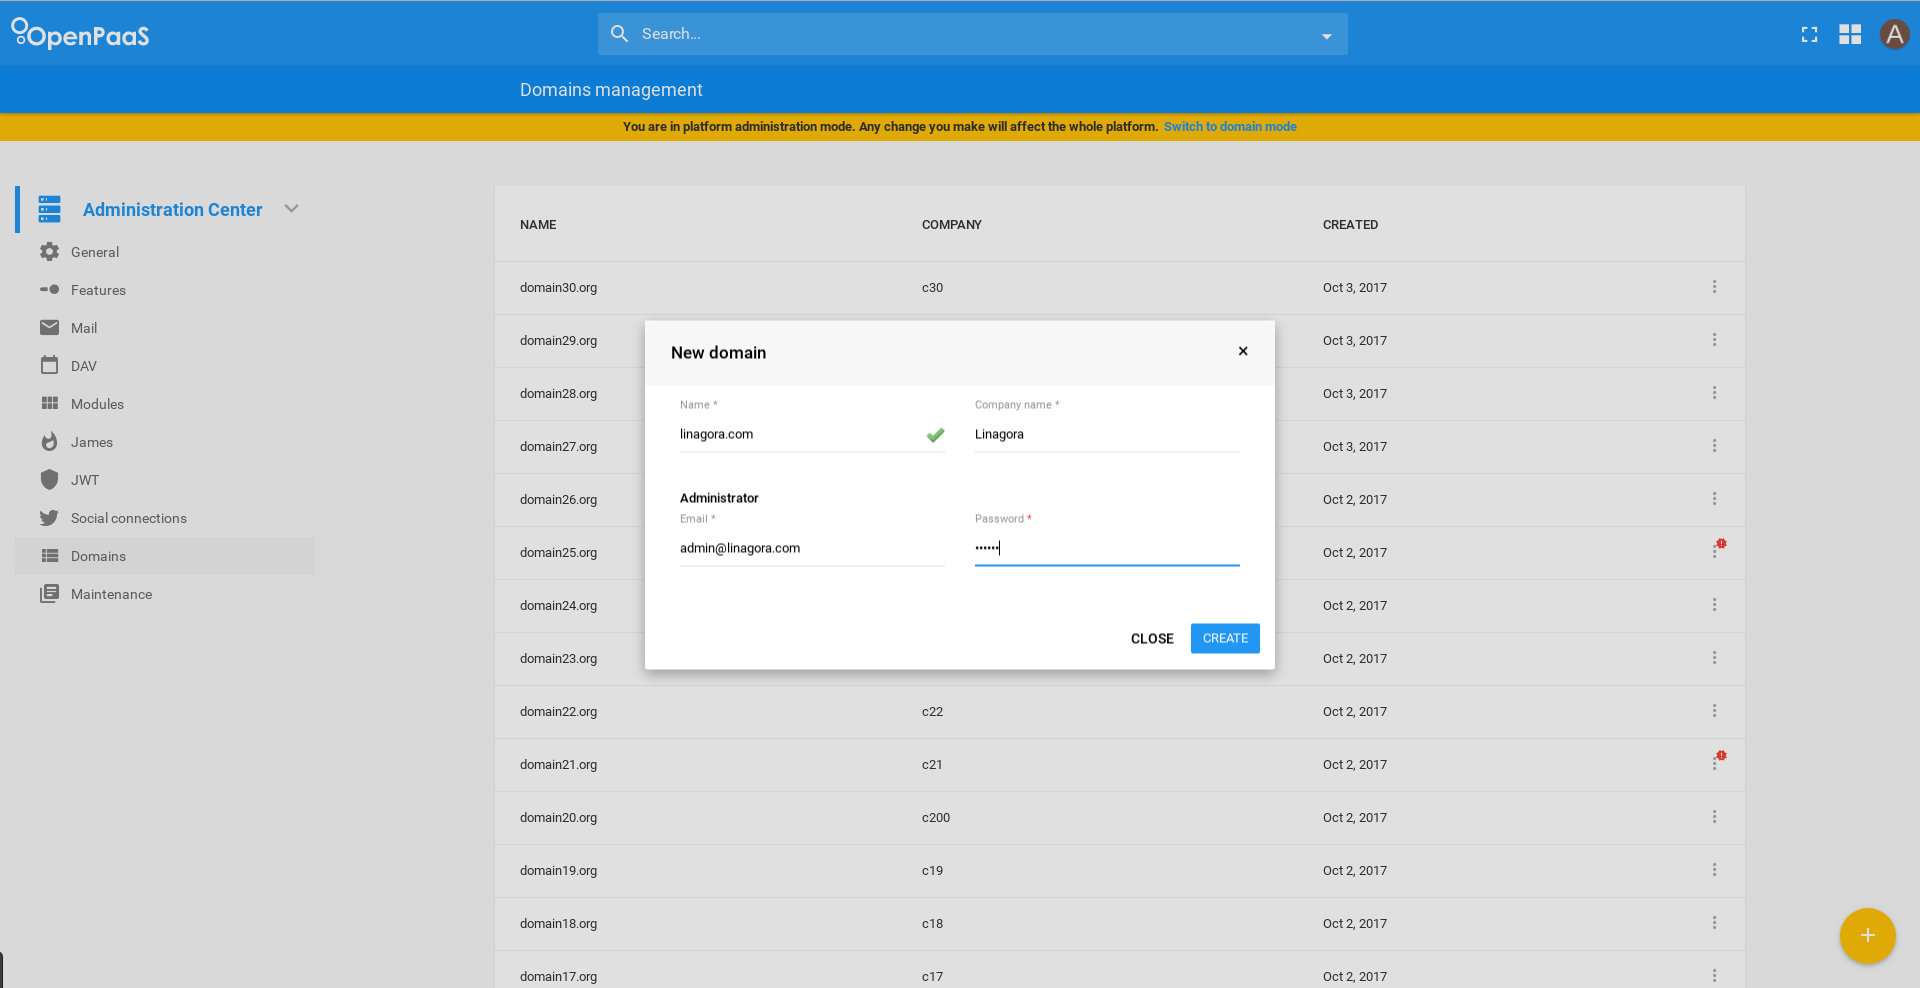 OpenPaaS
Search...
A
Domains management
You are in platform administration mode. Any change you make will affect the whole platform. Switch to domain mode
Administration Center
General
Features
Mail
DAV
Modules
James
JWT
Social connections
Domains
Maintenance
NAME COMPANY CREATED
domain30.org c30 Oct 3, 2017
domain29.org Oct 3, 2017
domain28.org Oct 3, 2017
domain27.org Oct 3, 2017
domain26.org Oct 2, 2017
domain25.org Oct 2, 2017
domain24.org Oct 2, 2017
domain23.org Oct 2, 2017
domain22.org c22 Oct 2, 2017
domain21.org c21 Oct 2, 2017
domain20.org c200 Oct 2, 2017
domain19.org c19 Oct 2, 2017
domain18.org c18 Oct 2, 2017
domain17.org c17 Oct 2, 2017
New domain ×
Name * Company name *
linagora.com Linagora
Administrator
Email * Password *
admin@linagora.com ••••••
CLOSE CREATE